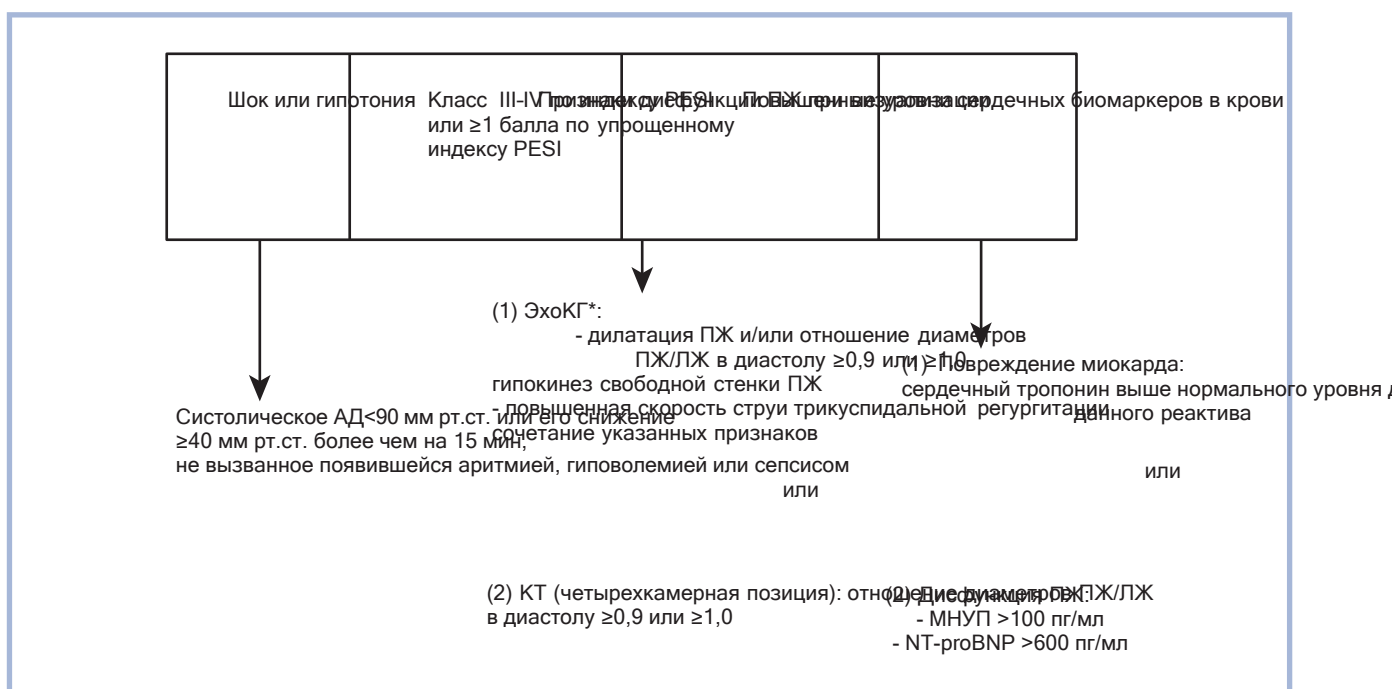 Шок или гипотония
Класс III-IV по индексу PESI
или ≥1 балла по упрощенному
индексу PESI
Признаки дисфункции ПЖ при визуализации
Повышенные уровни сердечных биомаркеров в крови
(1) ЭхоКГ*:
- дилатация ПЖ и/или отношение диаметров
ПЖ/ЛЖ в диастолу ≥0,9 или ≥1,0
гипокинез свободной стенки ПЖ
- повышенная скорость струи трикуспидальной регургитации
сочетание указанных признаков
или
(2) КТ (четырехкамерная позиция): отношение диаметров ПЖ/ЛЖ
в диастолу ≥0,9 или ≥1,0
Систолическое АД<90 мм рт.ст. или его снижение
≥40 мм рт.ст. более чем на 15 мин,
не вызванное появившейся аритмией, гиповолемией или сепсисом
(1) Повреждение миокарда:
сердечный тропонин выше нормального уровня
данного реактива
или
(2) Дисфункция ПЖ:
- МНУП >100 пг/мл
- NT-proBNP >600 пг/мл